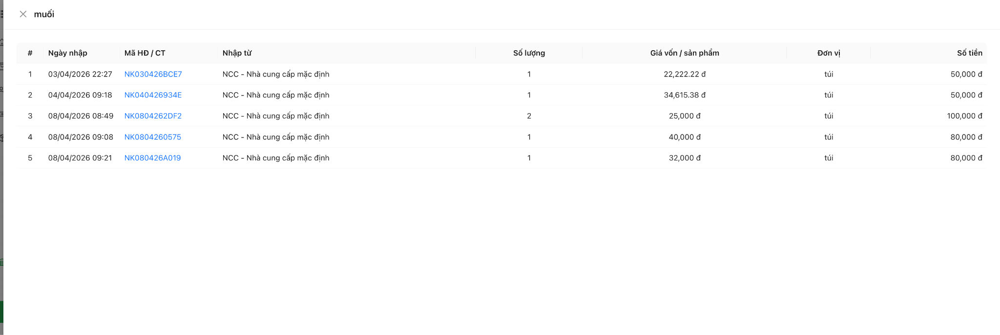 muối
# Ngày nhập Mã HĐ / CT Nhập từ Số lượng Giá vốn / sản phẩm Đơn vị Số tiền
1 03/04/2026 22:27 NK030426BCE7 NCC - Nhà cung cấp mặc định 1 22,222.22 đ túi 50,000 đ
2 04/04/2026 09:18 NK040426934E NCC - Nhà cung cấp mặc định 1 34,615.38 đ túi 50,000 đ
3 08/04/2026 08:49 NK0804262DF2 NCC - Nhà cung cấp mặc định 2 25,000 đ túi 100,000 đ
4 08/04/2026 09:08 NK0804260575 NCC - Nhà cung cấp mặc định 1 40,000 đ túi 80,000 đ
5 08/04/2026 09:21 NK080426A019 NCC - Nhà cung cấp mặc định 1 32,000 đ túi 80,000 đ